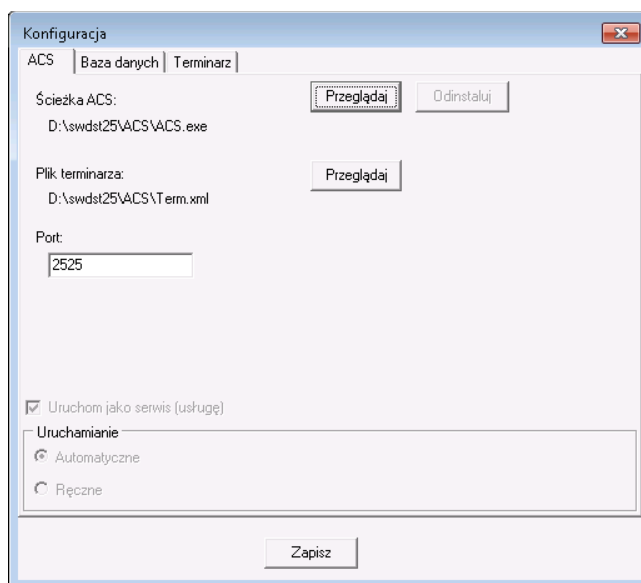 Konfiguracja
ACS Baza danych Terminarz
Ścieżka ACS: Przeglądaj Odinstaluj
D:\swdst25\ACS\ACS.exe
Plik terminarza: Przeglądaj
D:\swdst25\ACS\Term.xml
Port:
2525
Uruchom jako serwis (usługę)
Uruchamianie
Automatyczne
Ręczne
Zapisz